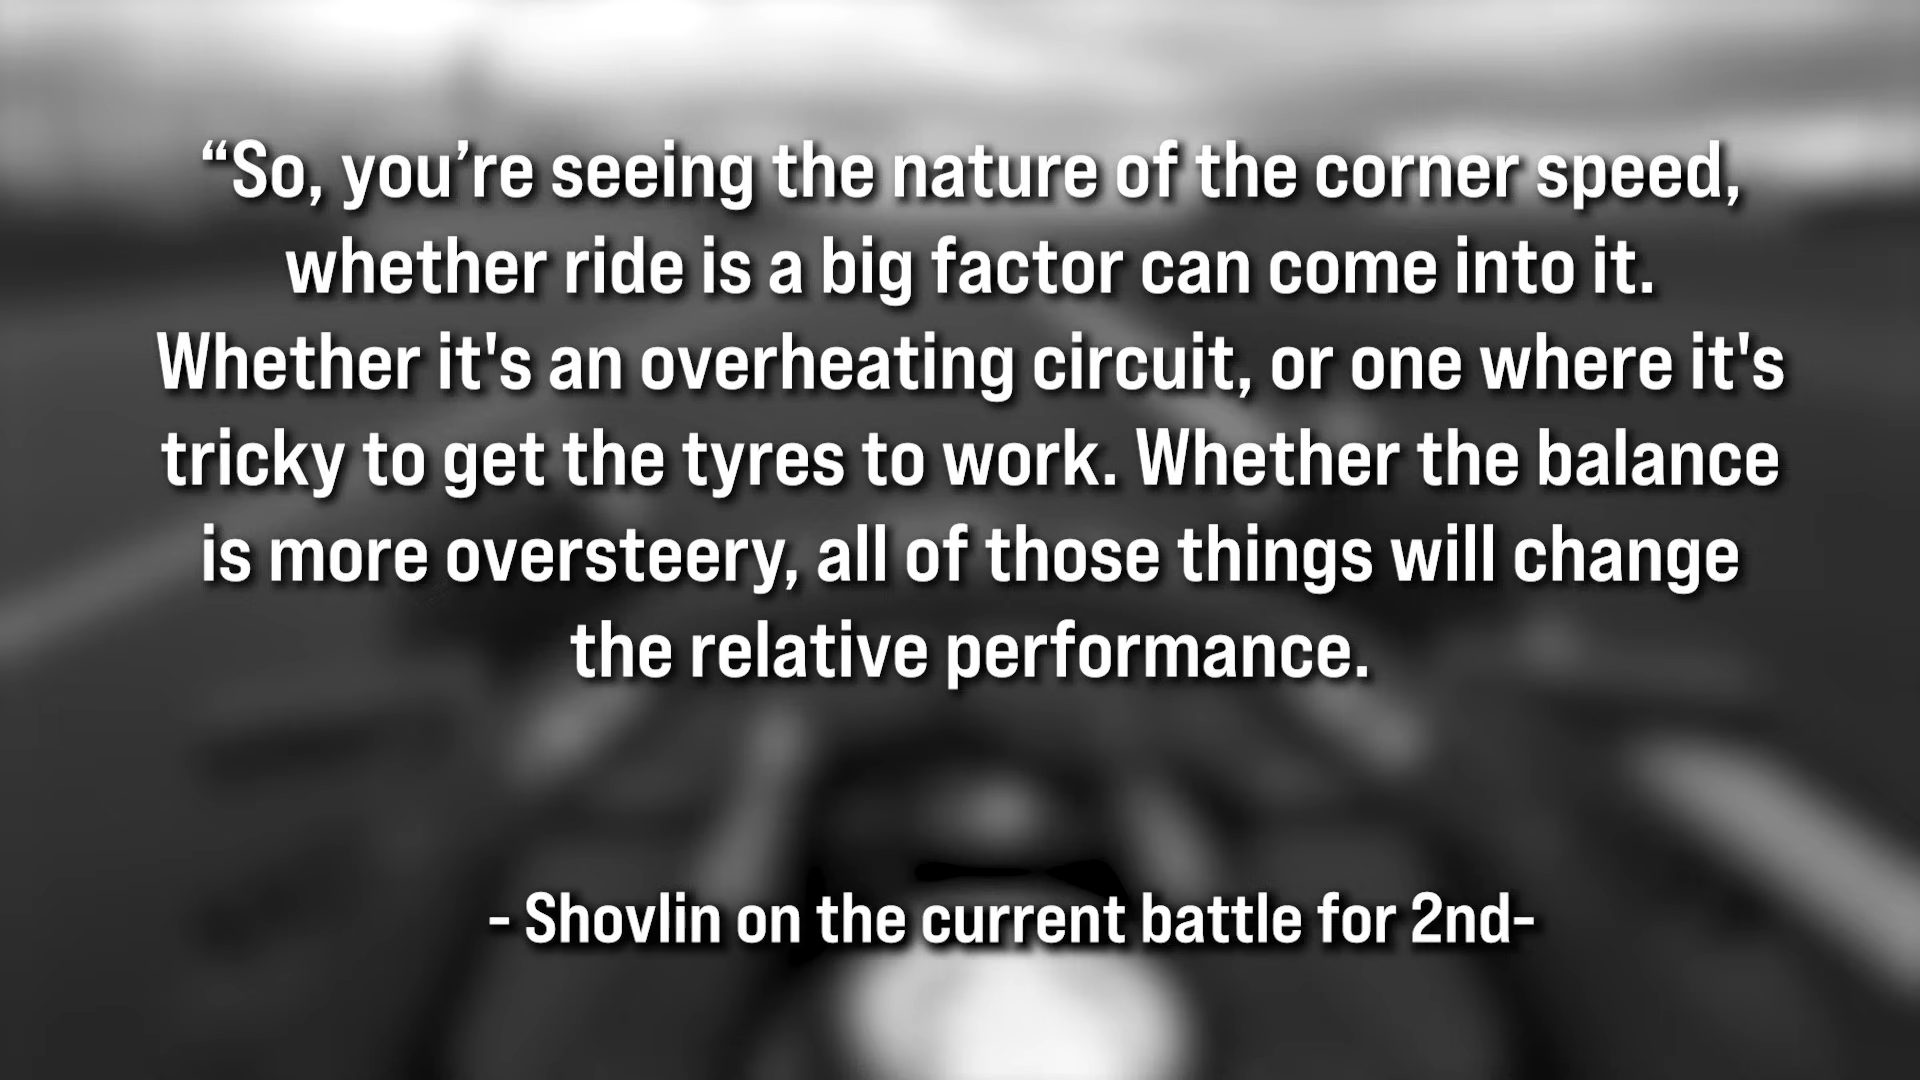 “So, you’re seeing the nature of the corner speed,
whether ride is a big factor can come into it.
Whether it's an overheating circuit, or one where it's
tricky to get the tyres to work. Whether the balance
is more oversteery, all of those things will change
the relative performance.
- Shovlin on the current battle for 2nd-